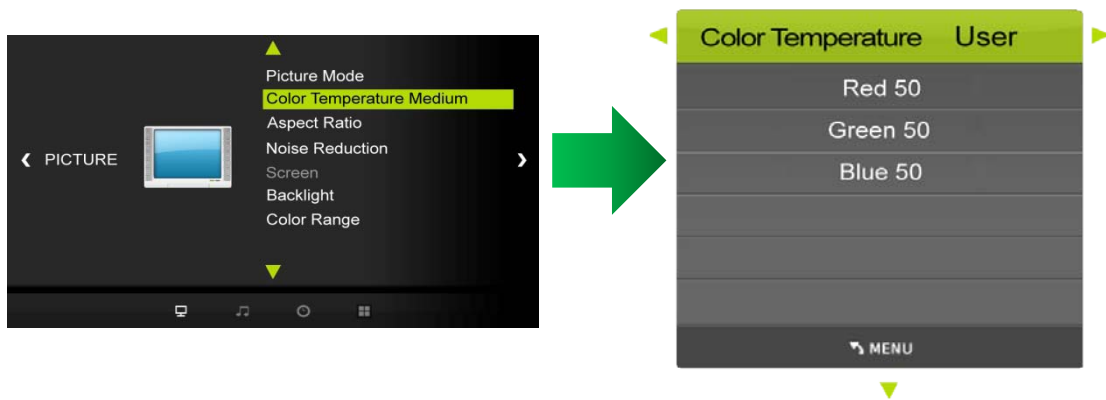 PICTURE
Picture Mode
Color Temperature Medium
Aspect Ratio
Noise Reduction
Screen
Backlight
Color Range
Color Temperature User
Red 50
Green 50
Blue 50
MENU